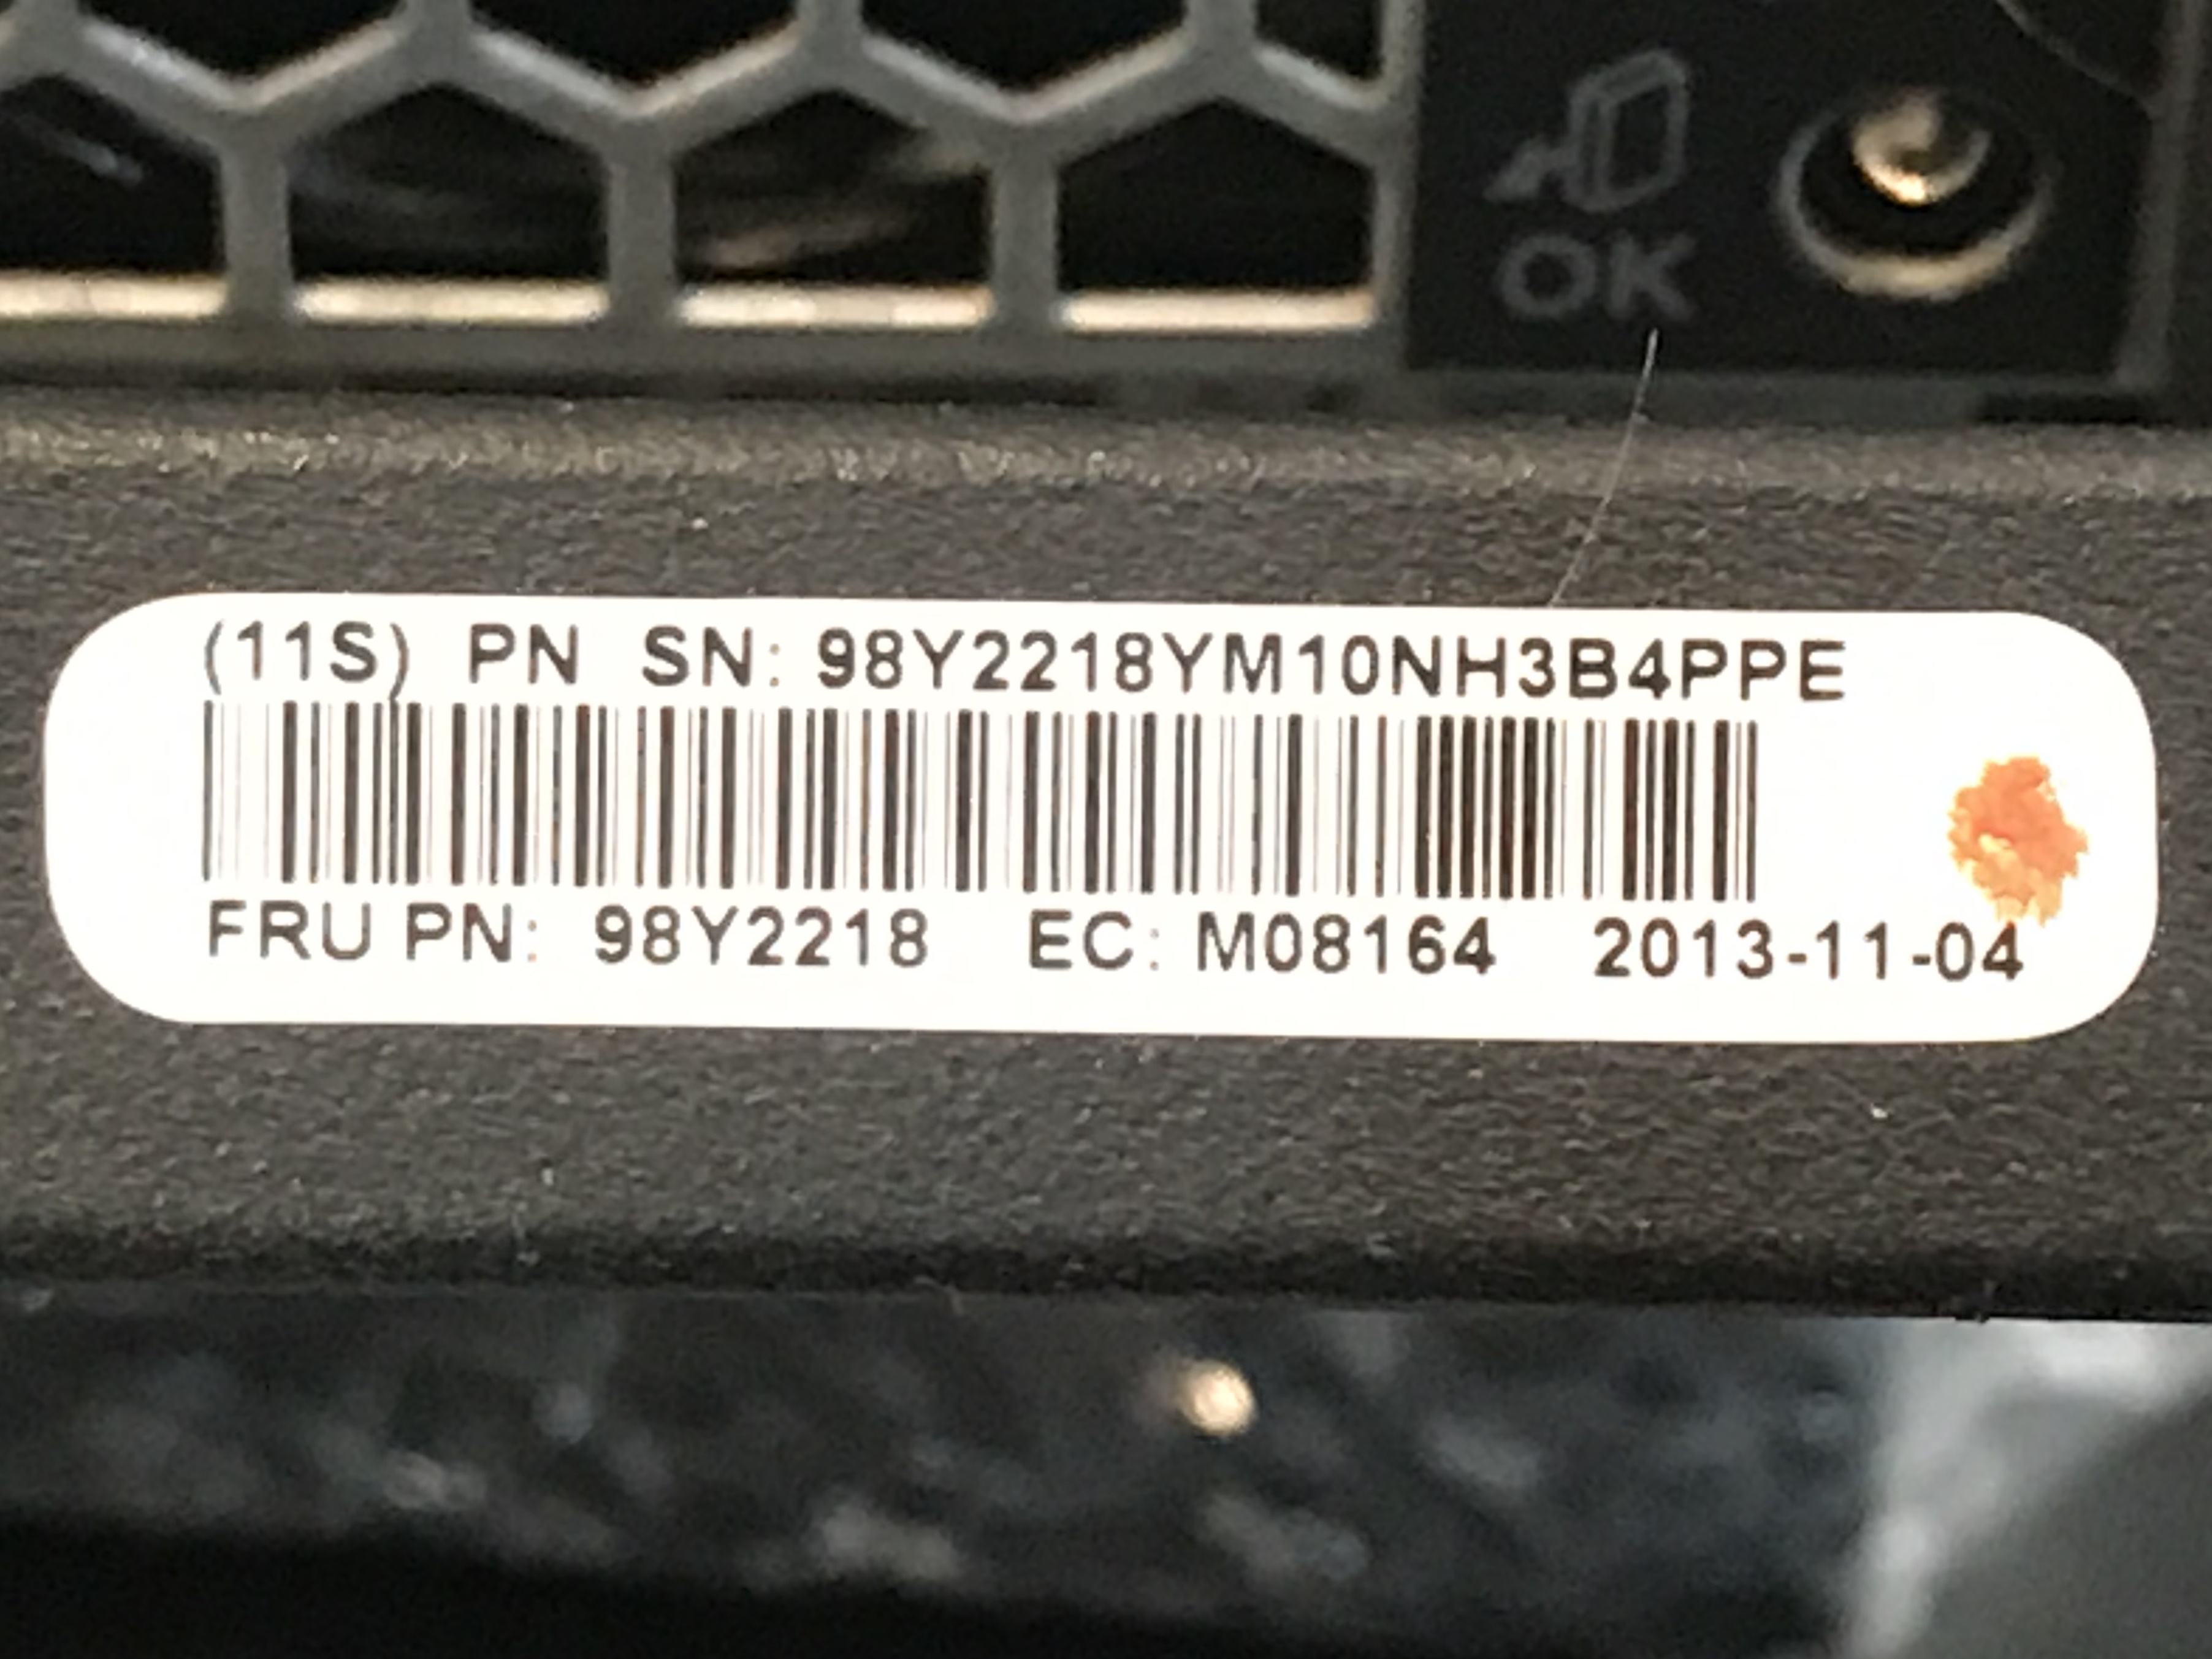 OK
(11S) PN SN: 98Y2218YM10NH3B4PPE
FRU PN: 98Y2218 EC: M08164 2013-11-04